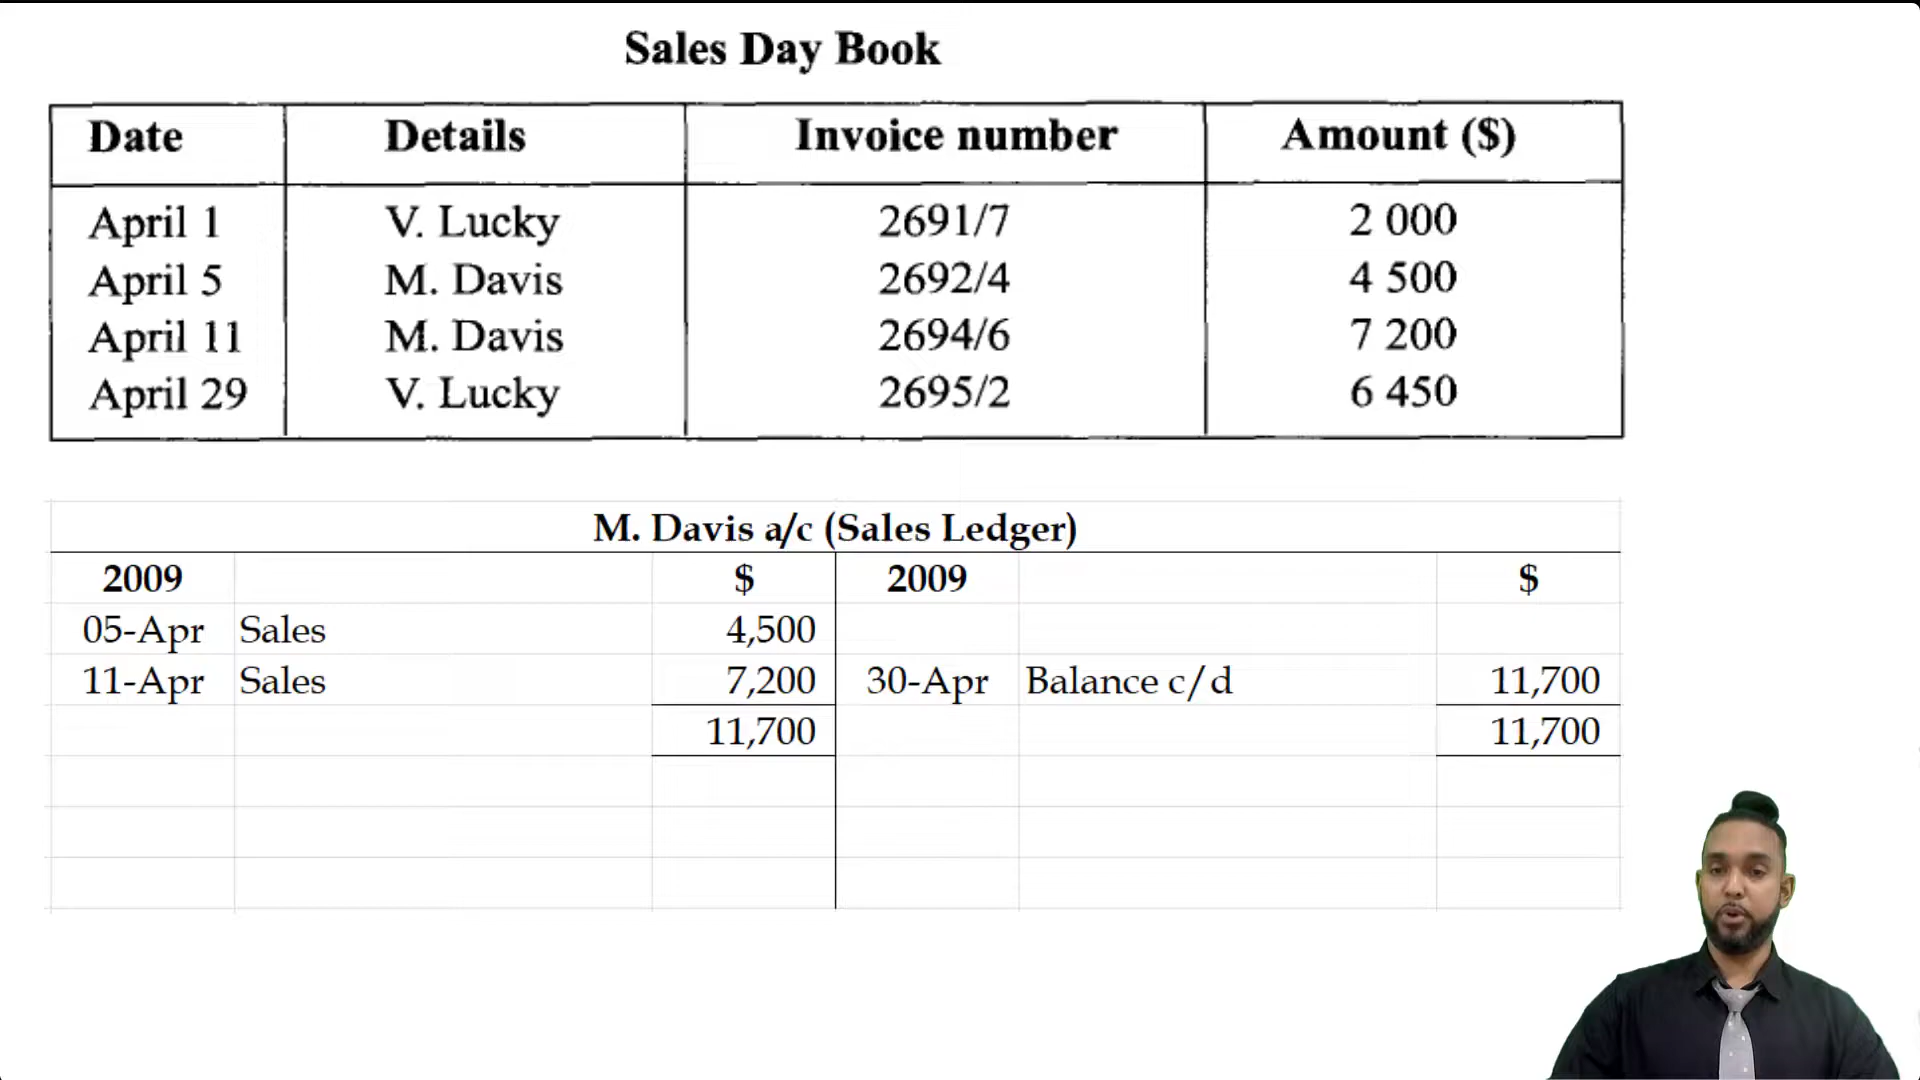 Sales Day Book
Date Details Invoice number Amount ($)
April 1 V. Lucky 2691/7 2 000
April 5 M. Davis 2692/4 4 500
April 11 M. Davis 2694/6 7 200
April 29 V. Lucky 2695/2 6 450
M. Davis a/c (Sales Ledger)
2009 $ 2009 $
05-Apr Sales 4,500
11-Apr Sales 7,200 30-Apr Balance c/d 11,700
11,700 11,700